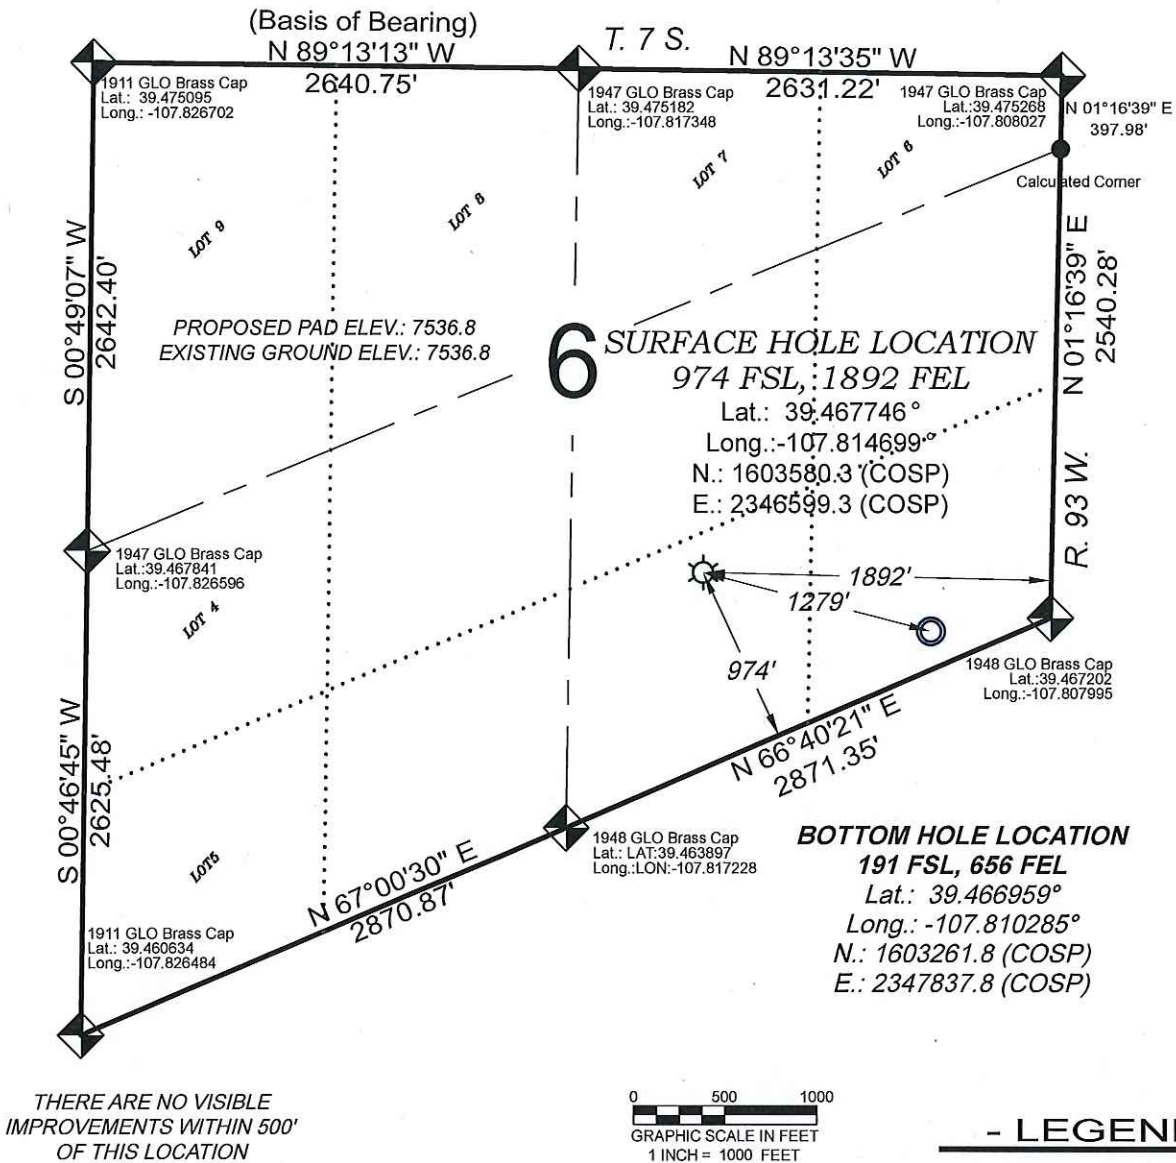 (Basis of Bearing)
N 89°13'13" W
2640.75'
T. 7 S.
N 89°13'35" W
2631.22'
1911 GLO Brass Cap
Lat.: 39.475095
Long.: -107.826702
1947 GLO Brass Cap
Lat.: 39.475182
Long.:-107.817348
1947 GLO Brass Cap
Lat.:39.475268
Long.:-107.808027
N 01°16'39" E
397.98'
Calculated Corner
LOT 9
LOT 8
LOT 7
LOT 6
S 00°49'07" W
2642.40'
N 01°16'39" E
2540.28'
PROPOSED PAD ELEV.: 7536.8
EXISTING GROUND ELEV.: 7536.8
6
SURFACE HOLE LOCATION
974 FSL, 1892 FEL
Lat.: 39.467746°
Long.:-107.814699°
N.: 1603580.3 (COSP)
E.: 2346599.3 (COSP)
R. 93 W.
1947 GLO Brass Cap
Lat.:39.467841
Long.:-107.826596
LOT 4
1892'
1279'
974'
1948 GLO Brass Cap
Lat.:39.467202
Long.:-107.807995
S 00°46'45" W
2625.48'
N 66°40'21" E
2871.35'
1948 GLO Brass Cap
Lat.: LAT:39.463897
Long.:LON:-107.817228
LOT5
N 67°00'30" E
2870.87'
1911 GLO Brass Cap
Lat.: 39.460634
Long.:-107.826484
BOTTOM HOLE LOCATION
191 FSL, 656 FEL
Lat.: 39.466959°
Long.: -107.810285°
N.: 1603261.8 (COSP)
E.: 2347837.8 (COSP)
THERE ARE NO VISIBLE
IMPROVEMENTS WITHIN 500'
OF THIS LOCATION
0 500 1000
GRAPHIC SCALE IN FEET
1 INCH = 1000 FEET
- LEGEN